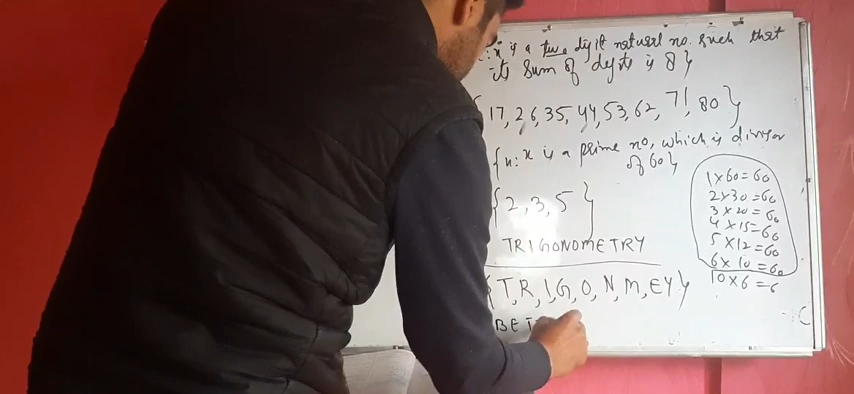 : x is a two digit natural no. such that
its sum of digits is 8}
{17, 26, 35, 44, 53, 62, 71, 80}
{x: x is a prime no, which is divisor
of 60}
{2, 3, 5}
TRIGONOMETRY
{T, R, I, G, O, N, M, E Y}
BET
1 x 60 = 60
2 x 30 = 60
3 x 20 = 60
4 x 15 = 60
5 x 12 = 60
6 x 10 = 60
10 x 6 = 6